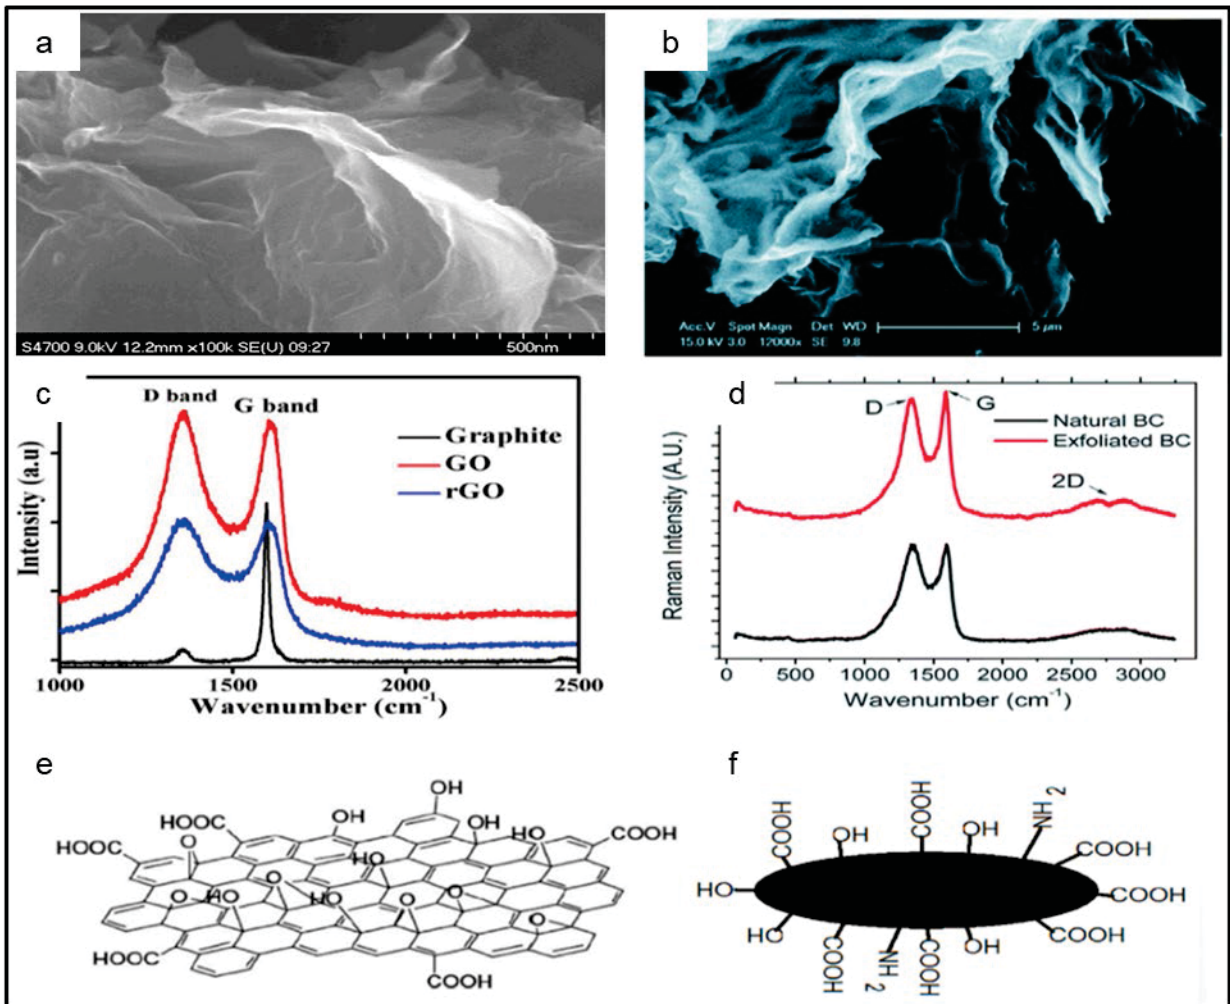 a
b
S4700 9.0kV 12.2mm x100k SE(U) 09:27
500nm
Acc.V Spot Magn Det WD
15.0 kV 3.0 12000x SE 9.8
5 µm
c
D band
G band
Graphite
GO
rGO
Intensity (a.u)
1000 1500 2000 2500
Wavenumber (cm⁻¹)
d
D
G
2D
Natural BC
Exfoliated BC
Raman Intensity (A.U.)
0 500 1000 1500 2000 2500 3000
Wavenumber (cm⁻¹)
e
OH
OH
OH
HO
COOH
HOOC
HOOC
O
HO
O
O
HO
HO
O
O
O
O
HOOC
COOH
f
COOH
OH
COOH
OH
NH₂
COOH
HO
COOH
HO
COOH
NH₂
COOH
OH
COOH